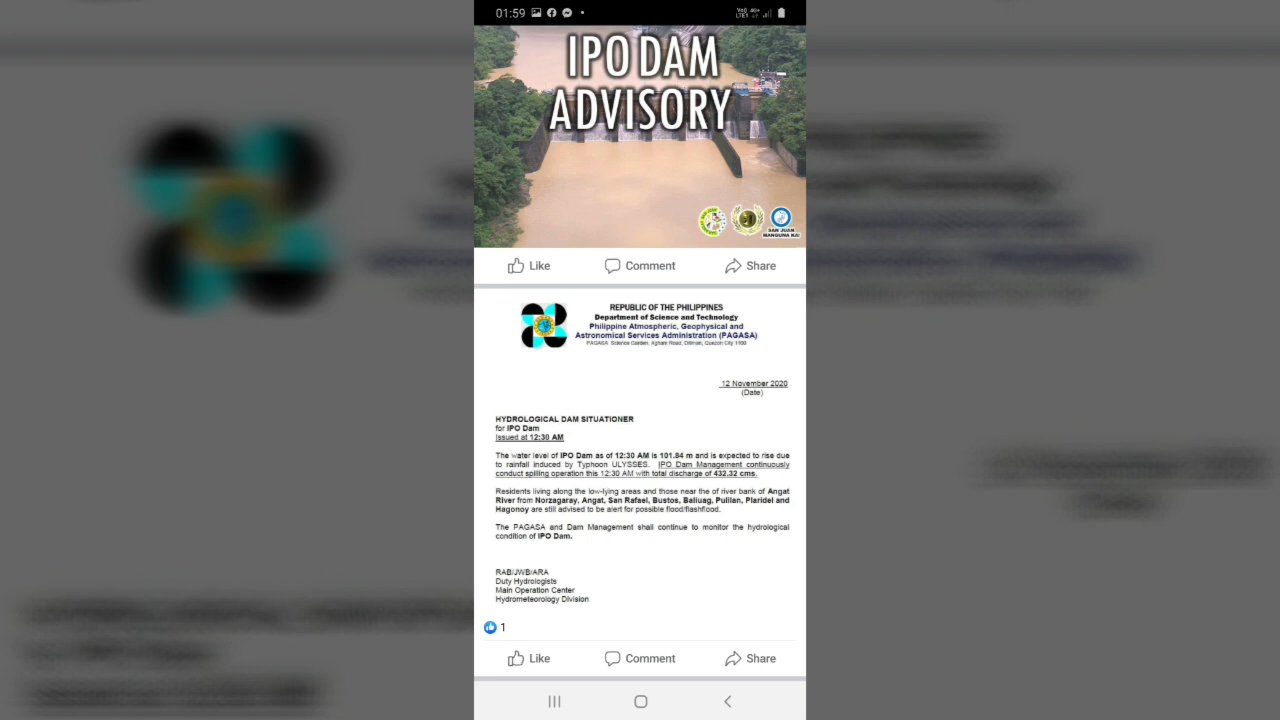 01:59
IPO DAM
ADVISORY
SAN JUAN
Like Comment Share
REPUBLIC OF THE PHILIPPINES
Department of Science and Technology
Philippine Atmospheric, Geophysical and
Astronomical Services Administration (PAGASA)
PAGASA Science Garden, Agham Road, Diliman, Quezon City 1100
12 November 2020
(Date)
HYDROLOGICAL DAM SITUATIONER
for IPO Dam
Issued at 12:30 AM
The water level of IPO Dam as of 12:30 AM is 101.84 m and is expected to rise due
to rainfall induced by Typhoon ULYSSES. IPO Dam Management continuously
conduct spilling operation this 12:30 AM with total discharge of 432.32 cms.
Residents living along the low-lying areas and those near the of river bank of Angat
River from Norzagaray, Angat, San Rafael, Bustos, Baliuag, Pulilan, Plaridel and
Hagonoy are still advised to be alert for possible flood/flashflood.
The PAGASA and Dam Management shall continue to monitor the hydrological
condition of IPO Dam.
RAB/JWB/ARA
Duty Hydrologists
Main Operation Center
Hydrometeorology Division
1
Like Comment Share